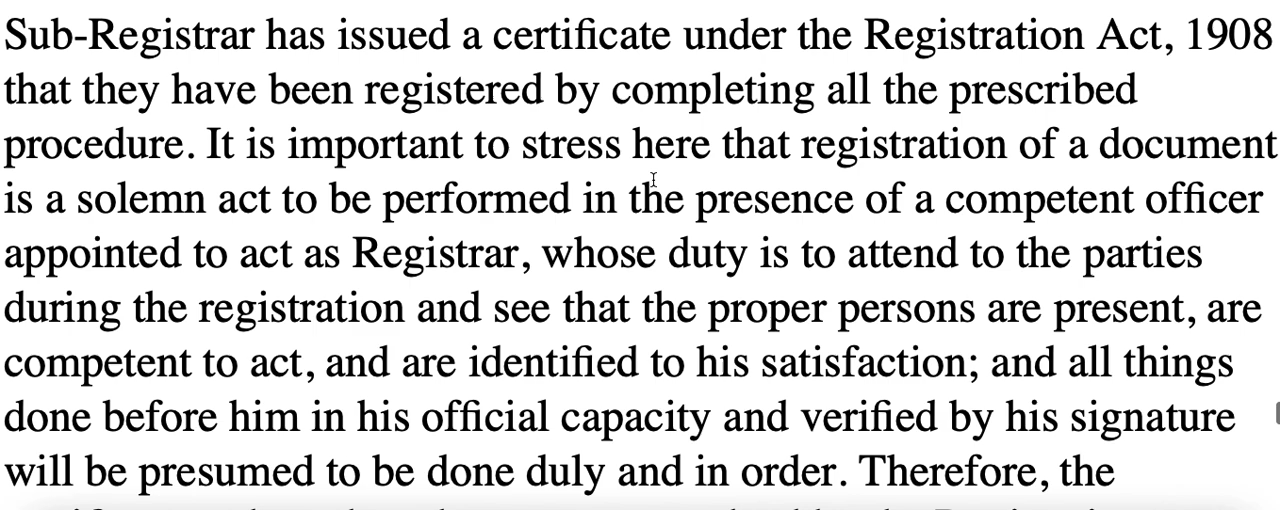 Sub-Registrar has issued a certificate under the Registration Act, 1908
that they have been registered by completing all the prescribed
procedure. It is important to stress here that registration of a document
is a solemn act to be performed in the presence of a competent officer
appointed to act as Registrar, whose duty is to attend to the parties
during the registration and see that the proper persons are present, are
competent to act, and are identified to his satisfaction; and all things
done before him in his official capacity and verified by his signature
will be presumed to be done duly and in order. Therefore, the